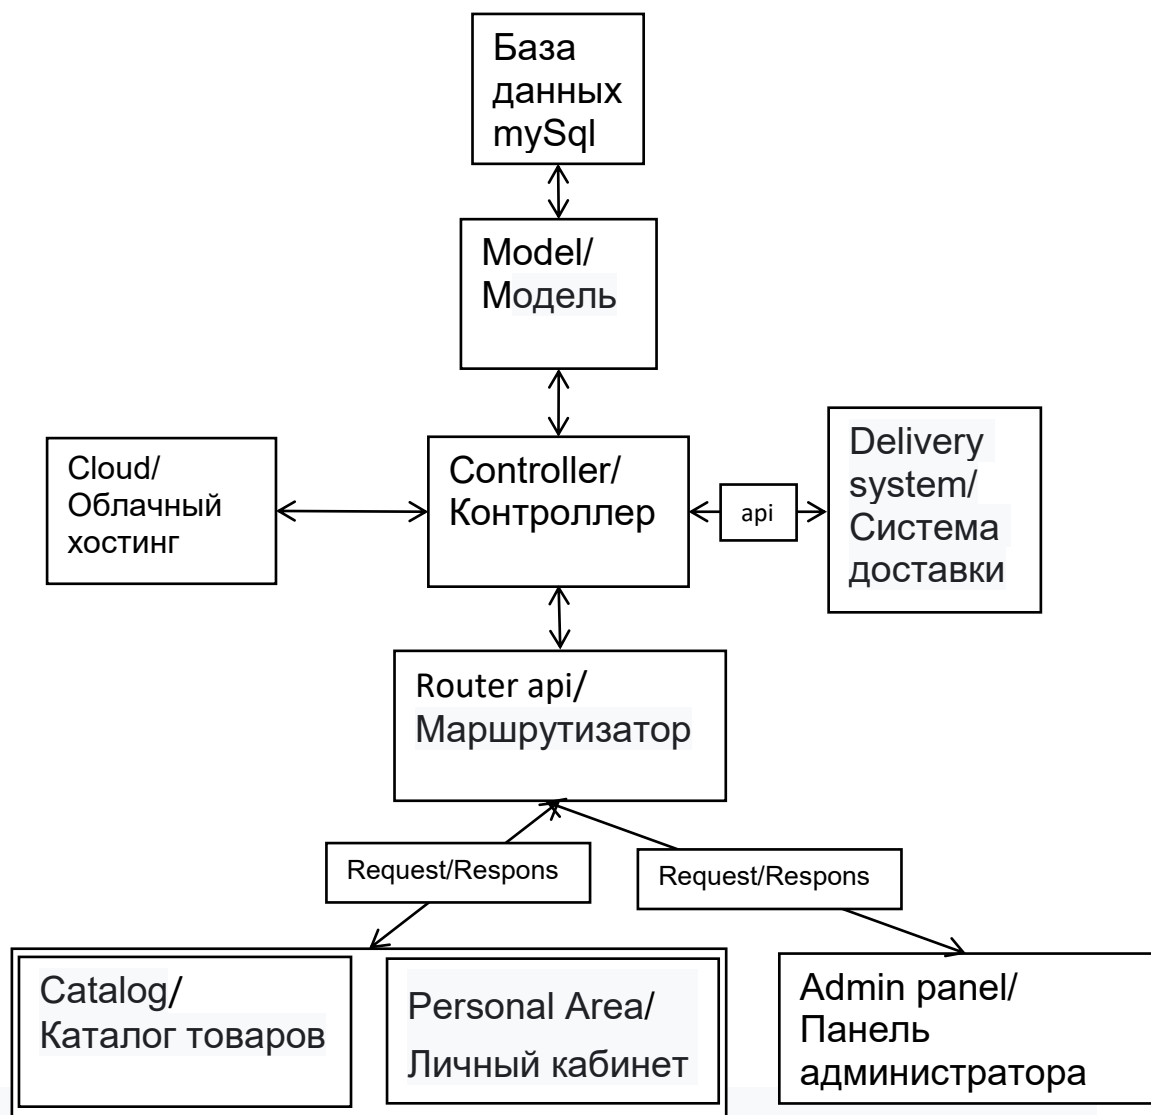 База
данных
mySql
Model/
Модель
Cloud/
Облачный
хостинг
Controller/
Контроллер
api
Delivery
system/
Система
доставки
Router api/
Маршрутизатор
Request/Respons
Request/Respons
Catalog/
Каталог товаров
Personal Area/
Личный кабинет
Admin panel/
Панель
администратора